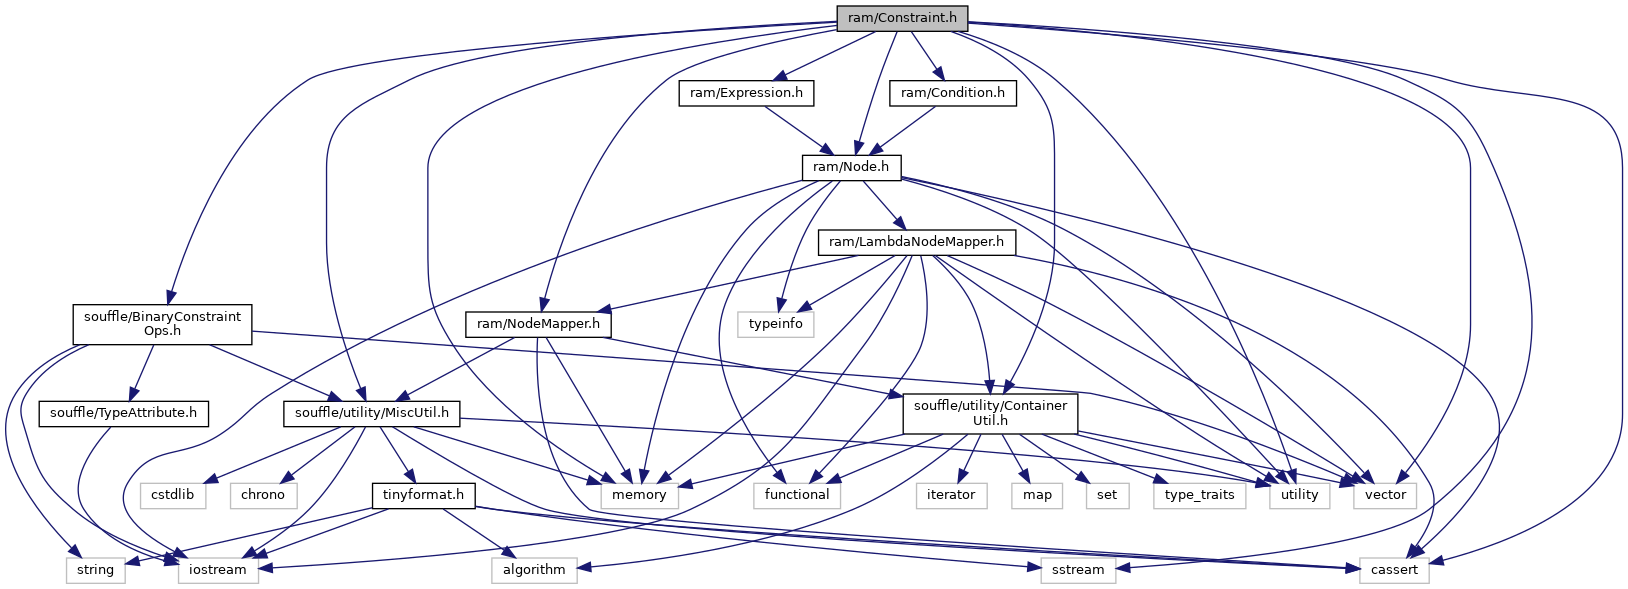 ram/Constraint.h
ram/Expression.h
ram/Condition.h
ram/Node.h
ram/LambdaNodeMapper.h
souffle/BinaryConstraint
Ops.h
ram/NodeMapper.h
typeinfo
souffle/TypeAttribute.h
souffle/utility/MiscUtil.h
souffle/utility/Container
Util.h
cstdlib
chrono
tinyformat.h
memory
functional
iterator
map
set
type_traits
utility
vector
string
iostream
algorithm
sstream
cassert